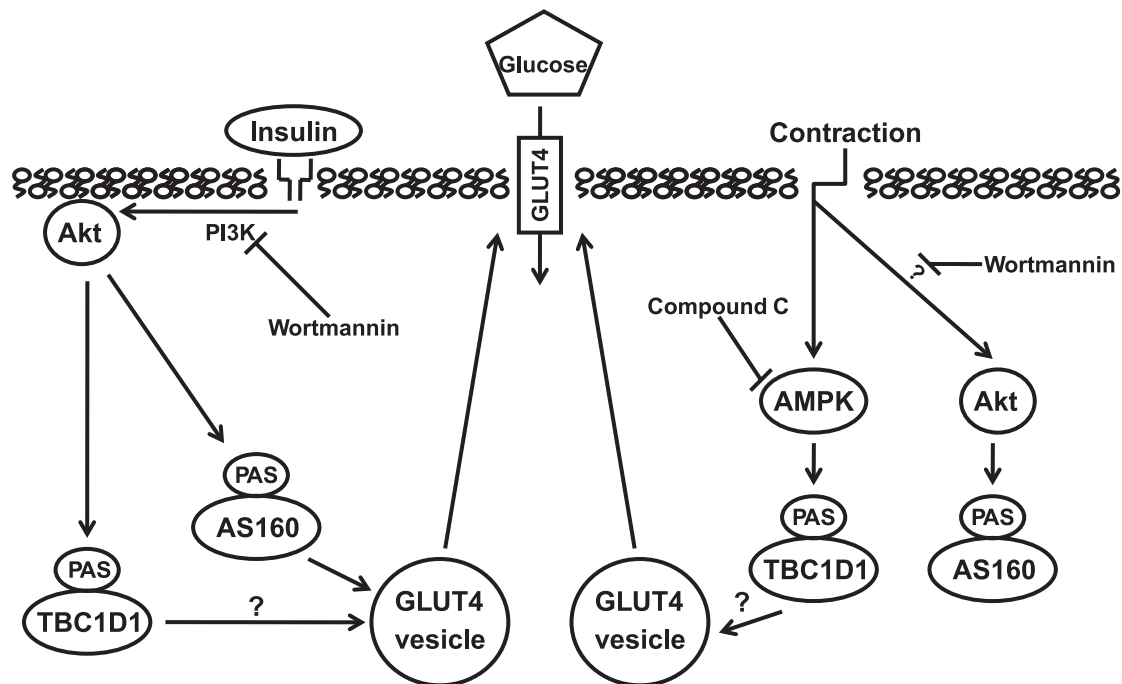 Glucose
Insulin
Contraction
GLUT4
Akt
PI3K
?
Wortmannin
Compound C
Wortmannin
AMPK
Akt
PAS
AS160
PAS
TBC1D1
PAS
AS160
PAS
TBC1D1
?
GLUT4
vesicle
GLUT4
vesicle
?